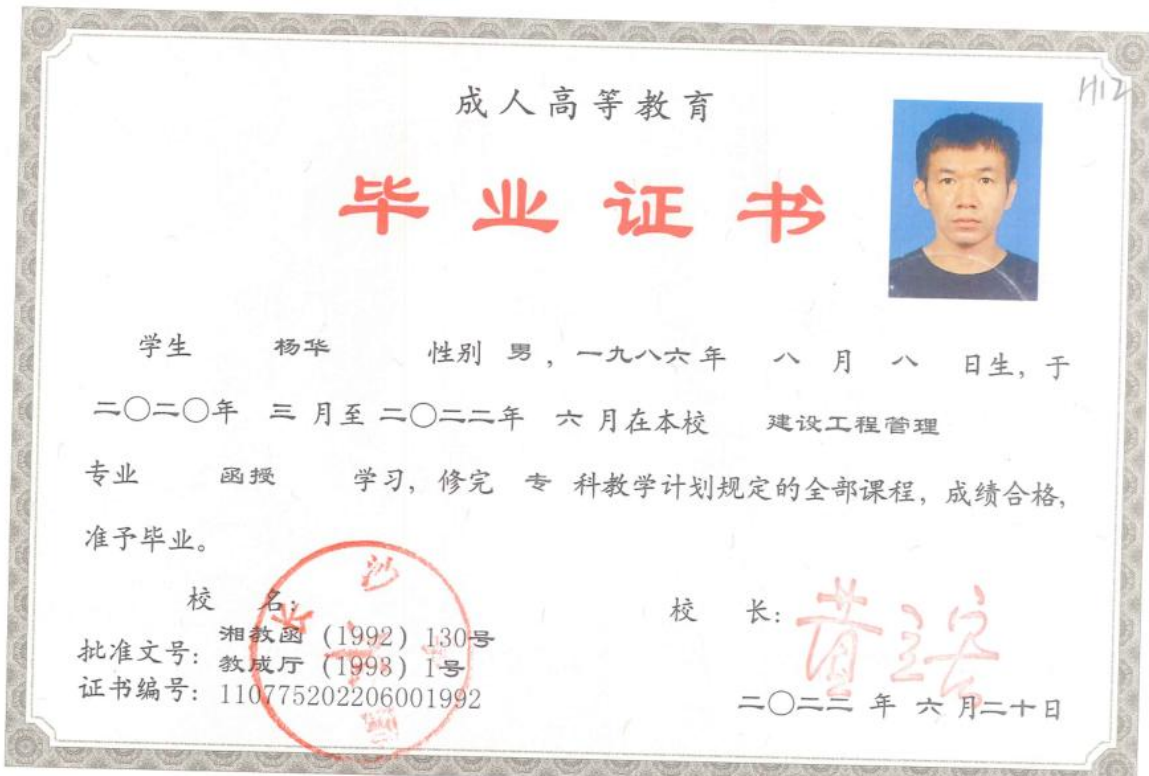 成人高等教育
H12
毕业证书
学生 杨华 性别 男，一九八六年 八 月 八 日生，于
二〇二〇年 三 月至 二〇二二年 六 月在本校 建设工程管理
专业 函授 学习，修完 专 科教学计划规定的全部课程，成绩合格，
准予毕业。
校 名：
校 长：
批准文号：湘教函（1992）130号
教成厅（1993）1号
证书编号：110775202206001992
二〇二二 年 六 月二十日
长沙